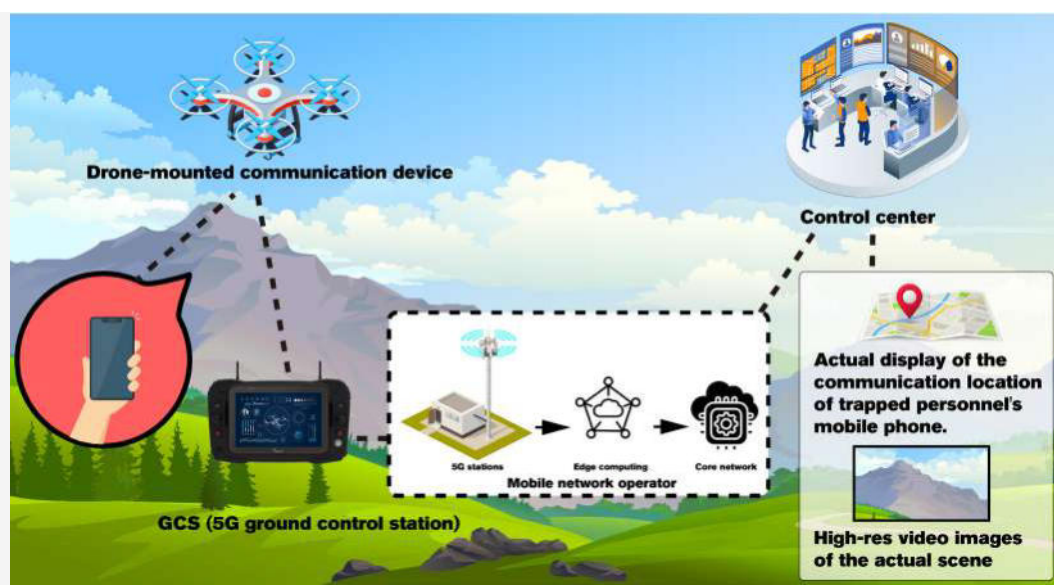 Drone-mounted communication device
Control center
Actual display of the
communication location
of trapped personnel's
mobile phone.
5G stations
Edge computing
Core network
Mobile network operator
GCS (5G ground control station)
High-res video images
of the actual scene